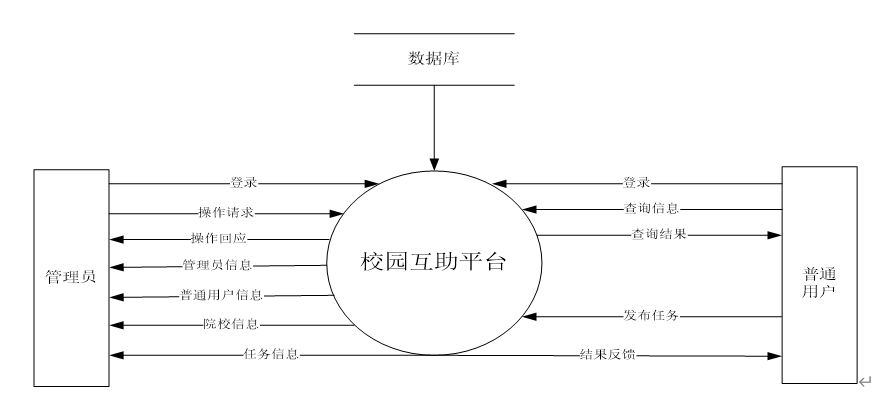 数据库
登录
登录
操作请求
查询信息
操作回应
查询结果
管理员信息
校园互助平台
管理员
普通
用户
普通用户信息
发布任务
院校信息
任务信息
结果反馈